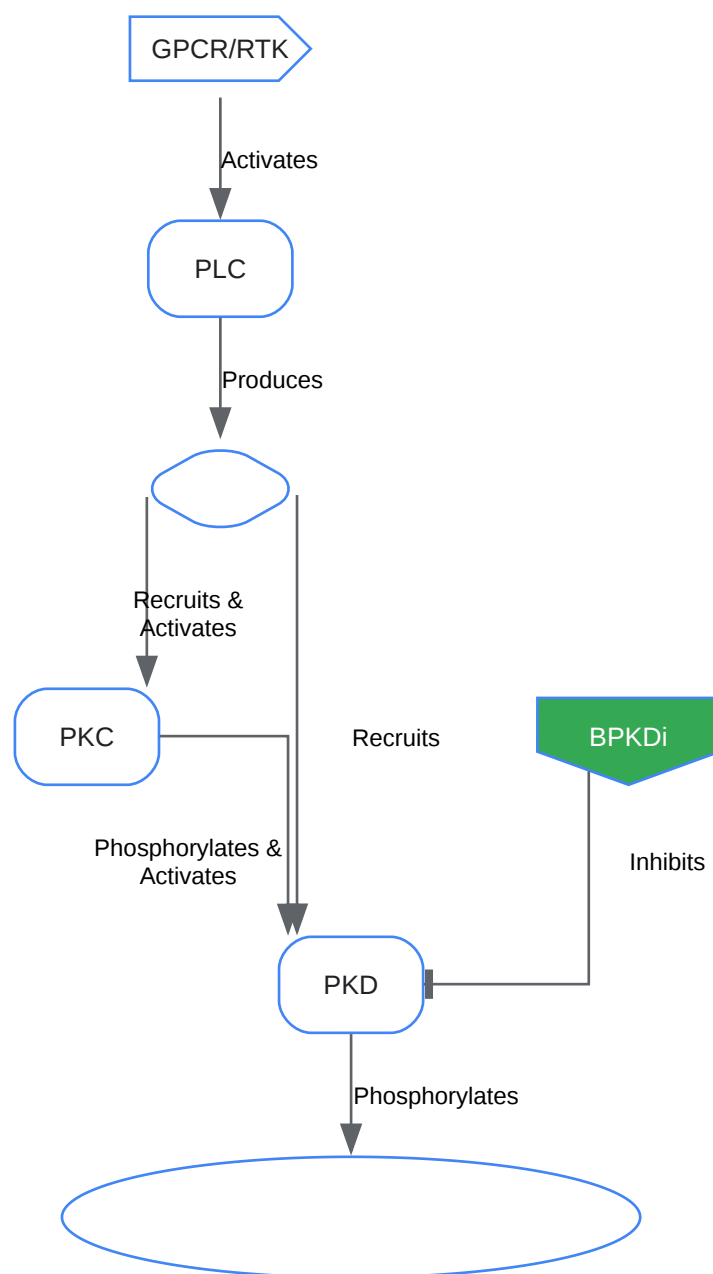 GPCR/RTK
Activates
PLC
Produces
Recruits &
Activates
PKC
Recruits
BPKDi
Phosphorylates &
Activates
Inhibits
PKD
Phosphorylates